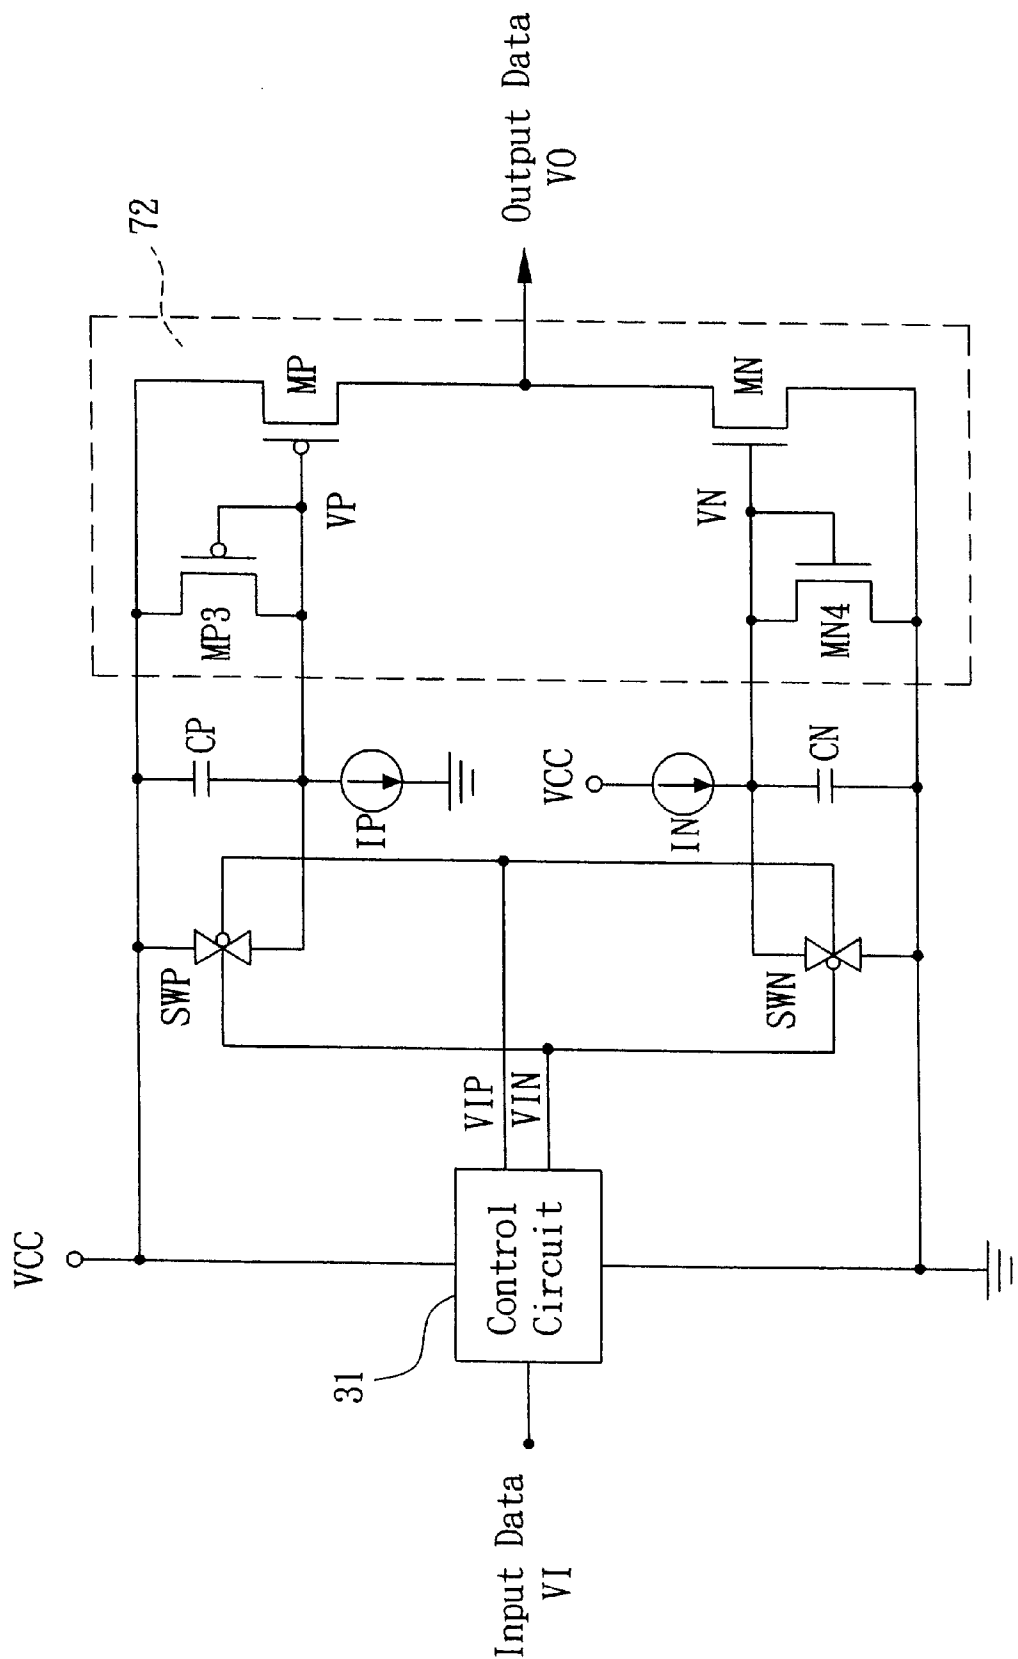 VCC
31
Input Data
VI
Control
Circuit
VIP
VIN
SWP
SWN
CP
IP
VCC
IN
CN
72
MP3
MP
VP
VN
MN
MN4
Output Data
VO